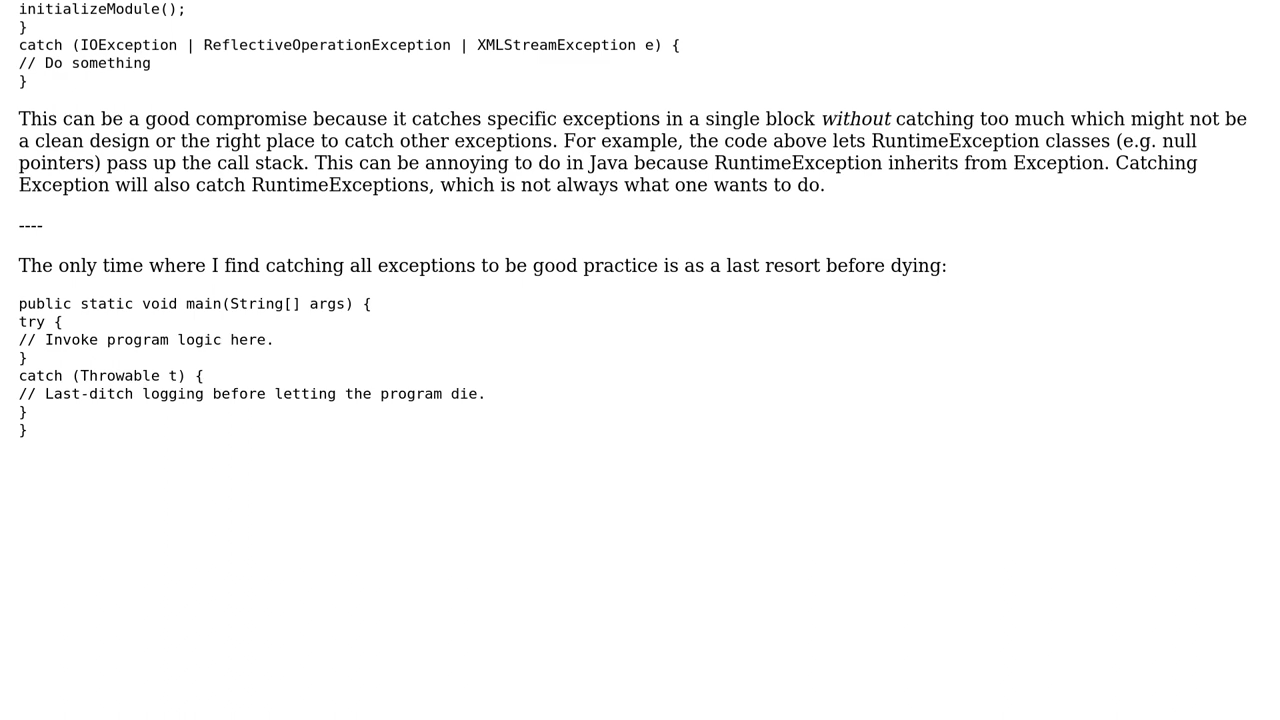 initializeModule();
}
catch (IOException | ReflectiveOperationException | XMLStreamException e) {
// Do something
}
This can be a good compromise because it catches specific exceptions in a single block without catching too much which might not be
a clean design or the right place to catch other exceptions. For example, the code above lets RuntimeException classes (e.g. null
pointers) pass up the call stack. This can be annoying to do in Java because RuntimeException inherits from Exception. Catching
Exception will also catch RuntimeExceptions, which is not always what one wants to do.
----
The only time where I find catching all exceptions to be good practice is as a last resort before dying:
public static void main(String[] args) {
try {
// Invoke program logic here.
}
catch (Throwable t) {
// Last-ditch logging before letting the program die.
}
}